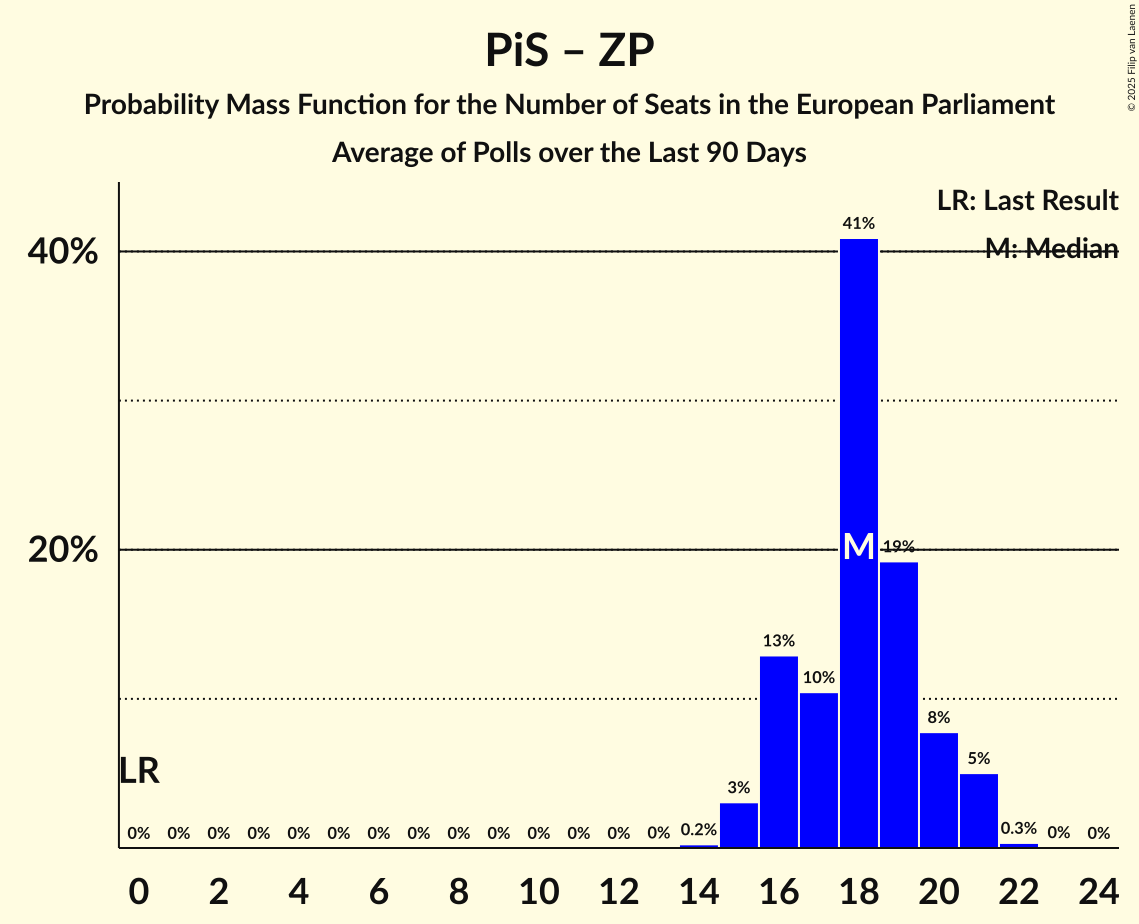 PiS – ZP
Probability Mass Function for the Number of Seats in the European Parliament
Average of Polls over the Last 90 Days
© 2025 Filip van Laenen
LR: Last Result
M: Median
40%
20%
41%
M
19%
13%
10%
8%
5%
3%
LR
0% 0% 0% 0% 0% 0% 0% 0% 0% 0% 0% 0% 0% 0% 0.2% 0.3% 0% 0%
0 2 4 6 8 10 12 14 16 18 20 22 24